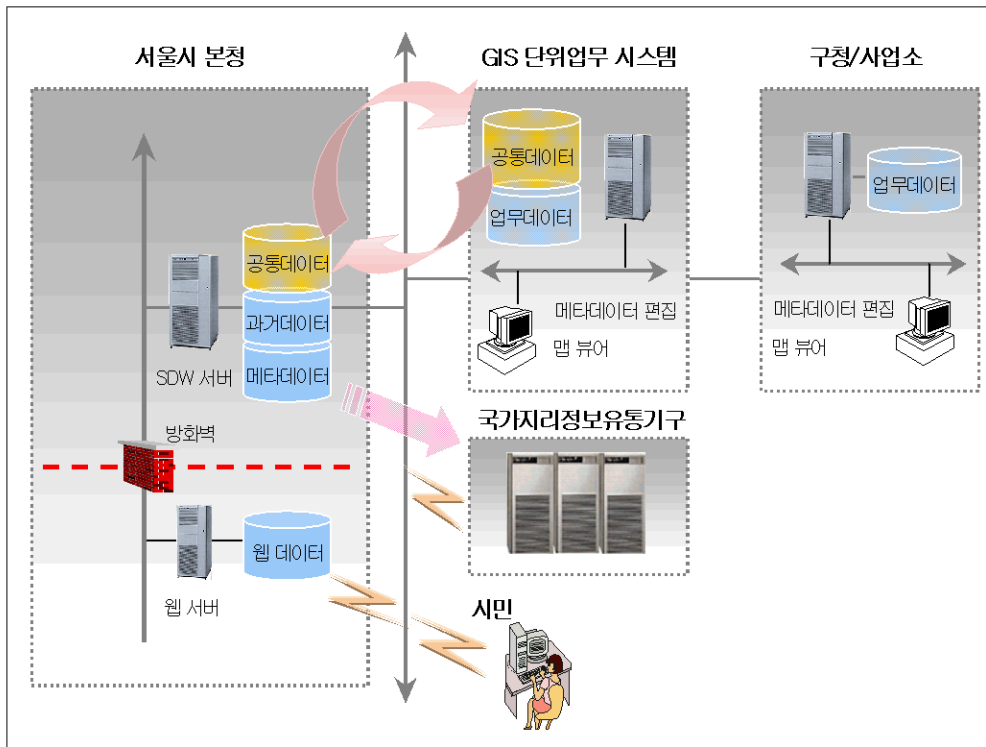 서울시 본청
GIS 단위업무 시스템
구청/사업소
공통데이터
업무데이터
업무데이터
공통데이터
과거데이터
메타데이터
SDW 서버
메타데이터 편집
맵 뷰어
메타데이터 편집
맵 뷰어
방화벽
국가지리정보유통기구
웹 데이터
웹 서버
시민